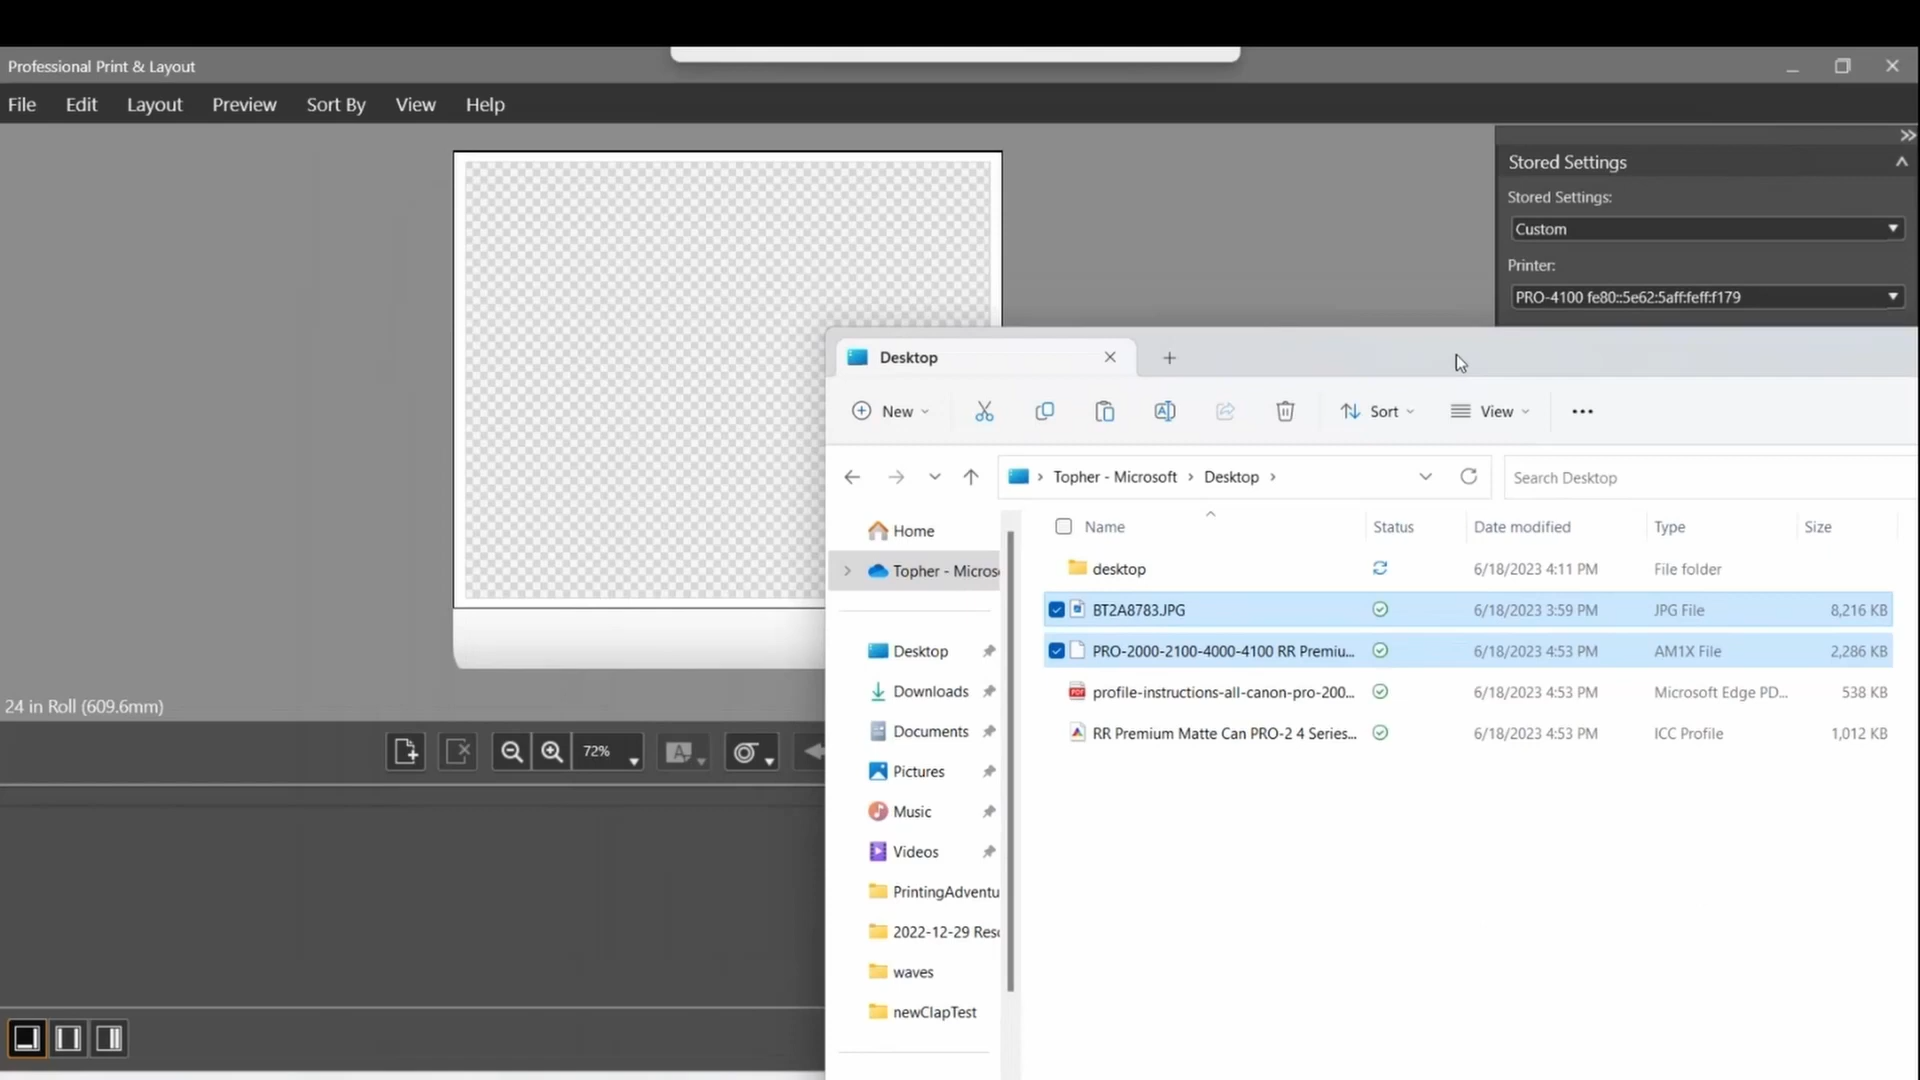 Professional Print & Layout
File Edit Layout Preview Sort By View Help
Stored Settings
Stored Settings:
Custom
Printer:
PRO-4100 fe80::5e62:5aff:feff:f179
24 in Roll (609.6mm)
72%
Desktop
New Sort View
Topher - Microsoft Desktop
Search Desktop
Home
Topher - Micros
Desktop
Downloads
Documents
Pictures
Music
Videos
PrintingAdventu
2022-12-29 Res
waves
newClapTest
Name Status Date modified Type Size
desktop 6/18/2023 4:11 PM File folder
BT2A8783.JPG 6/18/2023 3:59 PM JPG File 8,216 KB
PRO-2000-2100-4000-4100 RR Premiu... 6/18/2023 4:53 PM AM1X File 2,286 KB
profile-instructions-all-canon-pro-200... 6/18/2023 4:53 PM Microsoft Edge PD... 538 KB
RR Premium Matte Can PRO-2 4 Series... 6/18/2023 4:53 PM ICC Profile 1,012 KB